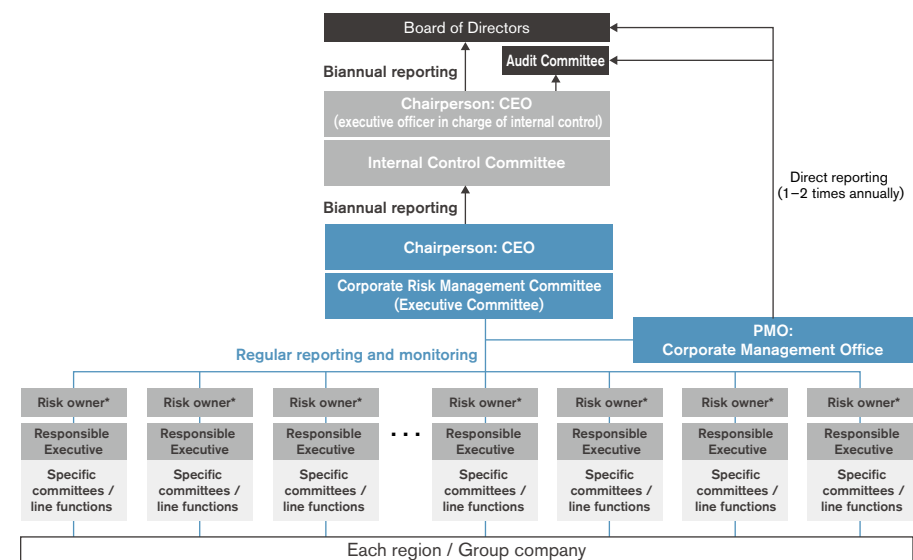 Board of Directors
Audit Committee
Biannual reporting
Chairperson: CEO
(executive officer in charge of internal control)
Internal Control Committee
Direct reporting
(1–2 times annually)
Biannual reporting
Chairperson: CEO
Corporate Risk Management Committee
(Executive Committee)
PMO:
Corporate Management Office
Regular reporting and monitoring
Risk owner*
Risk owner*
Risk owner*
Risk owner*
Risk owner*
Risk owner*
Risk owner*
Responsible
Executive
Responsible
Executive
Responsible
Executive
...
Responsible
Executive
Responsible
Executive
Responsible
Executive
Responsible
Executive
Specific
committees /
line functions
Specific
committees /
line functions
Specific
committees /
line functions
Specific
committees /
line functions
Specific
committees /
line functions
Specific
committees /
line functions
Specific
committees /
line functions
Each region / Group company